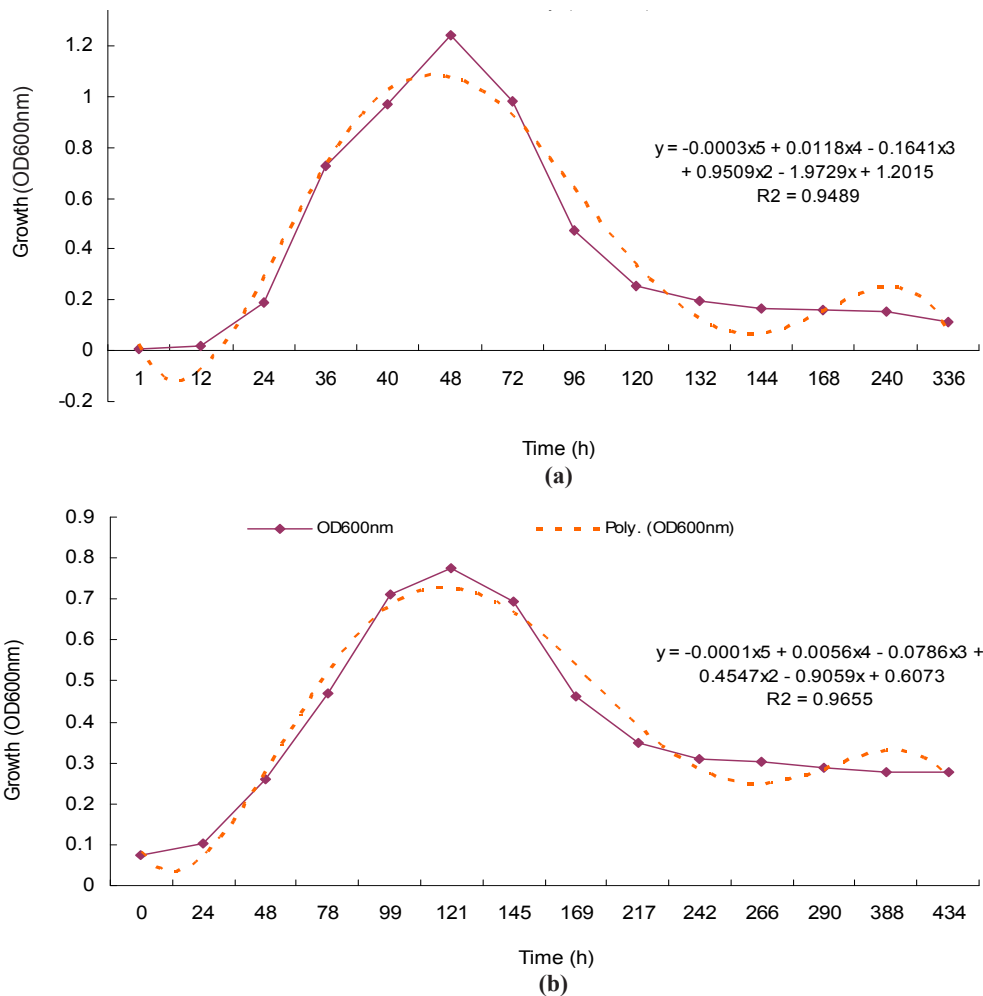 1.2
1
0.8
0.6
0.4
0.2
0
-0.2
Growth (OD600nm)
y = -0.0003x5 + 0.0118x4 - 0.1641x3
+ 0.9509x2 - 1.9729x + 1.2015
R2 = 0.9489
1 12 24 36 40 48 72 96 120 132 144 168 240 336
Time (h)
(a)
0.9
0.8
0.7
0.6
0.5
0.4
0.3
0.2
0.1
0
Growth (OD600nm)
OD600nm Poly. (OD600nm)
y = -0.0001x5 + 0.0056x4 - 0.0786x3 +
0.4547x2 - 0.9059x + 0.6073
R2 = 0.9655
0 24 48 78 99 121 145 169 217 242 266 290 388 434
Time (h)
(b)